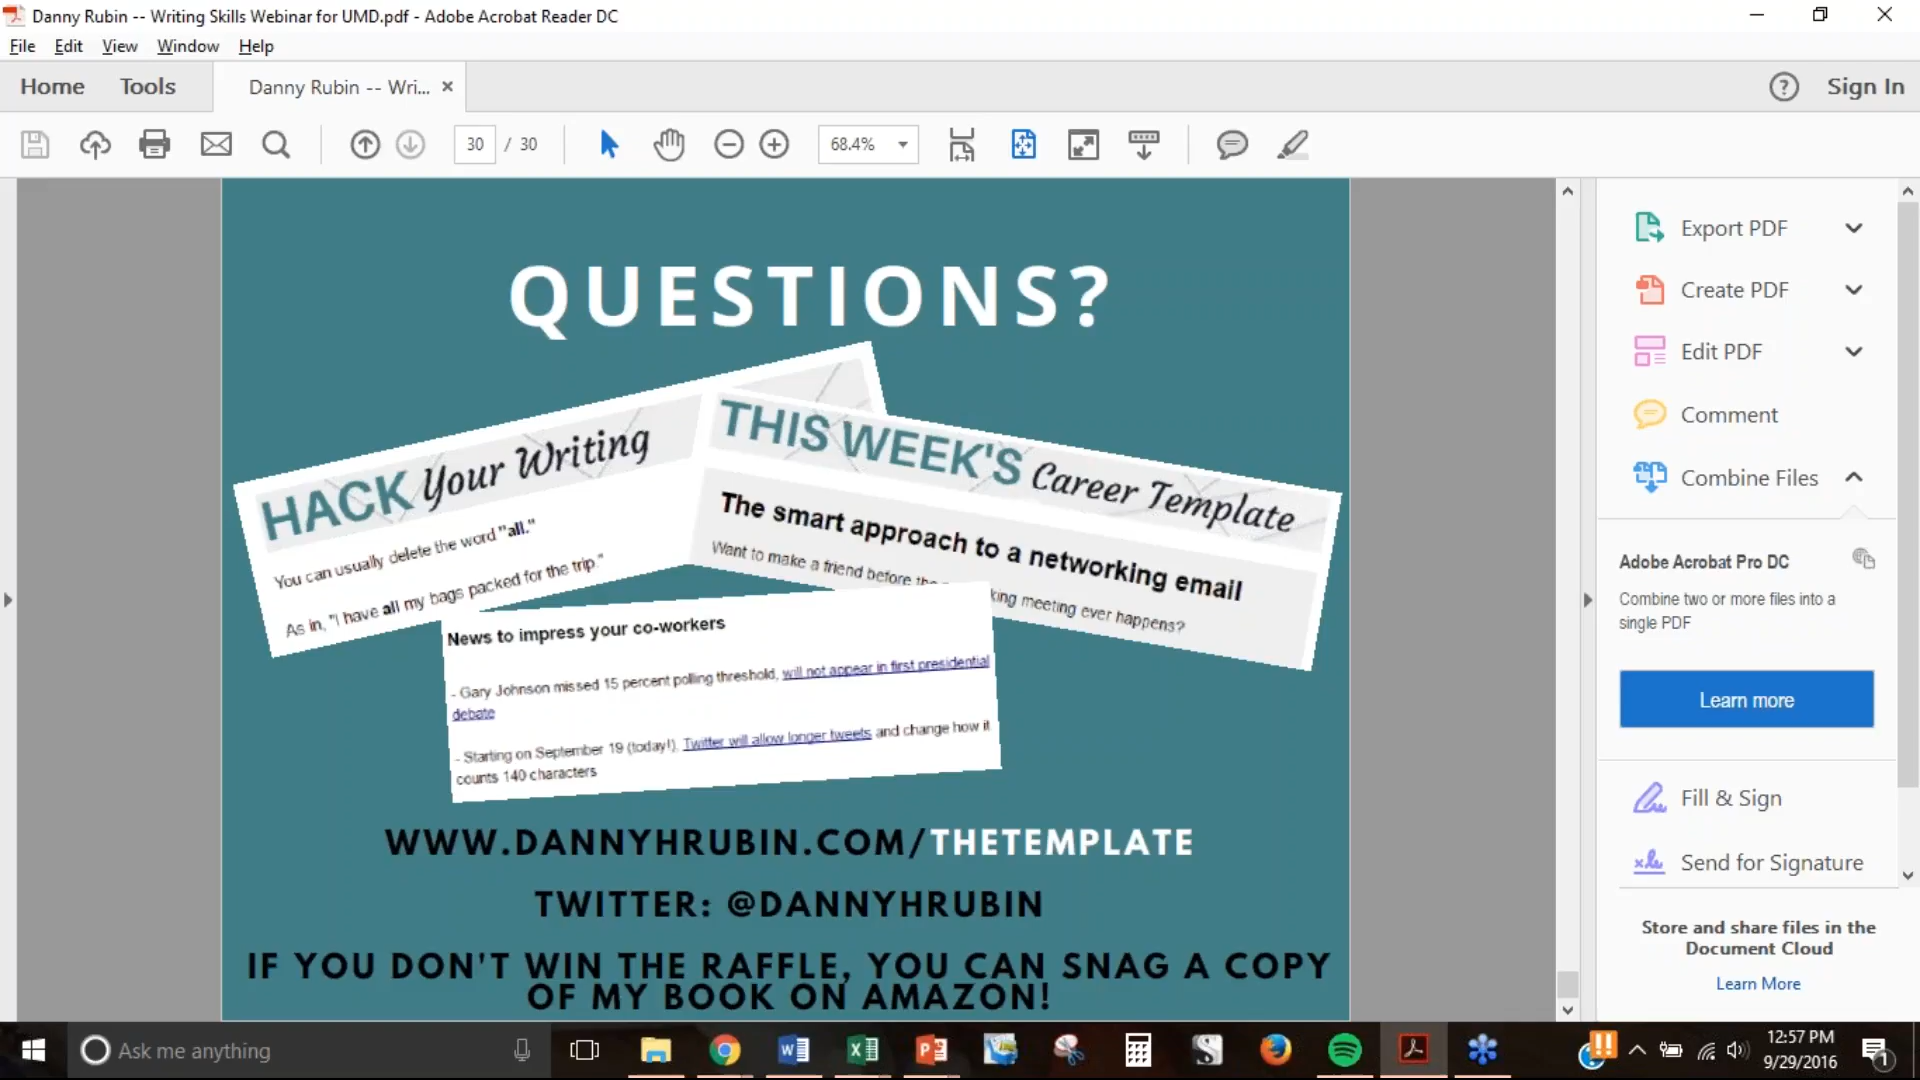 Danny Rubin -- Writing Skills Webinar for UMD.pdf - Adobe Acrobat Reader DC
File Edit View Window Help
Home Tools Danny Rubin -- Wri... × Sign In
30 / 30 68.4%
QUESTIONS?
HACK Your Writing
You can usually delete the word "all."
As in, "I have all my bags packed for the trip."
THIS WEEK'S Career Template
The smart approach to a networking email
Want to make a friend before the
king meeting ever happens?
News to impress your co-workers
- Gary Johnson missed 15 percent polling threshold, will not appear in first presidential
debate
- Starting on September 19 (today!), Twitter will allow longer tweets and change how it
counts 140 characters
WWW.DANNYHRUBIN.COM/THETEMPLATE
TWITTER: @DANNYHRUBIN
IF YOU DON'T WIN THE RAFFLE, YOU CAN SNAG A COPY
OF MY BOOK ON AMAZON!
Export PDF
Create PDF
Edit PDF
Comment
Combine Files
Adobe Acrobat Pro DC
Combine two or more files into a
single PDF
Learn more
Fill & Sign
Send for Signature
Store and share files in the
Document Cloud
Learn More
Ask me anything
12:57 PM
9/29/2016
1